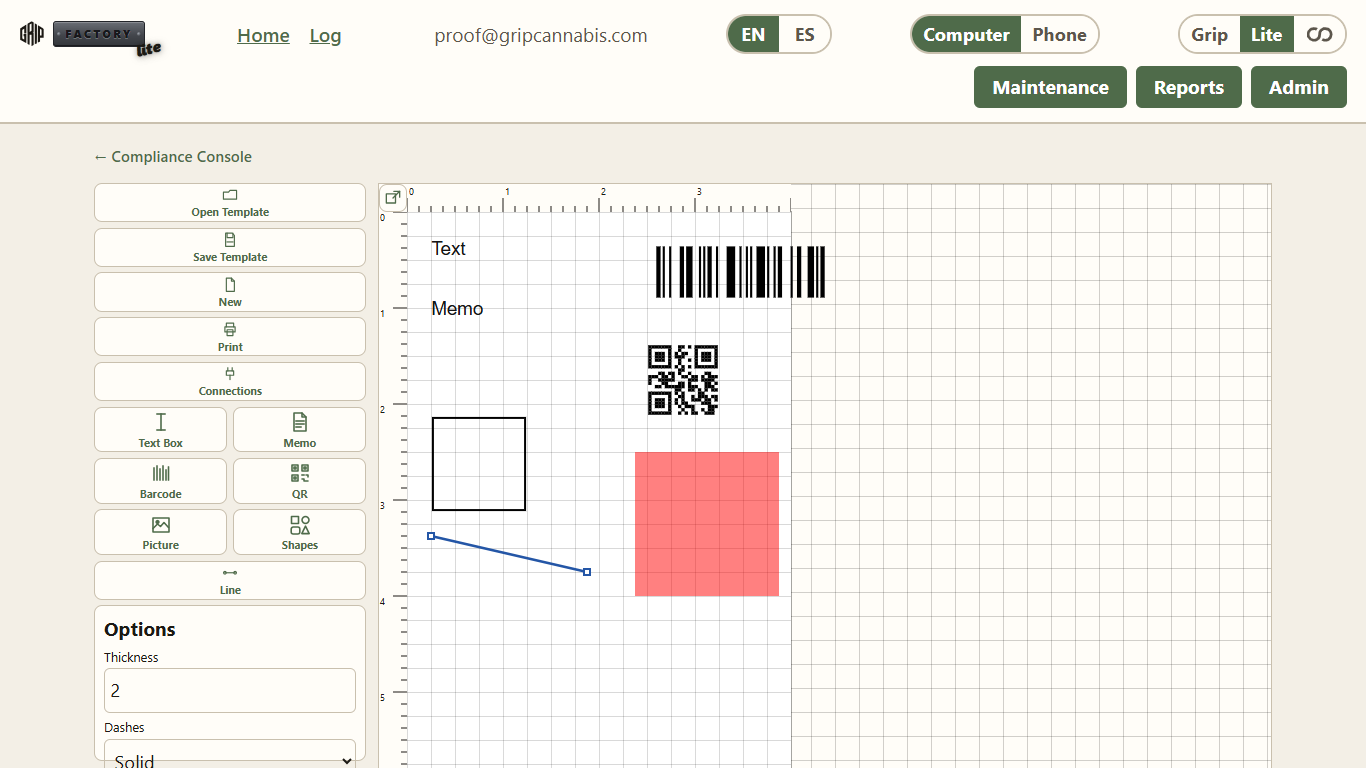 GRIP FACTORY lite
Home Log proof@gripcannabis.com EN ES Computer Phone Grip Lite
Maintenance Reports Admin
← Compliance Console
Open Template
Save Template
New
Print
Connections
Text Box Memo
Barcode QR
Picture Shapes
Line
Options
Thickness
2
Dashes
Solid
0 1 2 3
0
Text
Memo
1
2
3
4
5